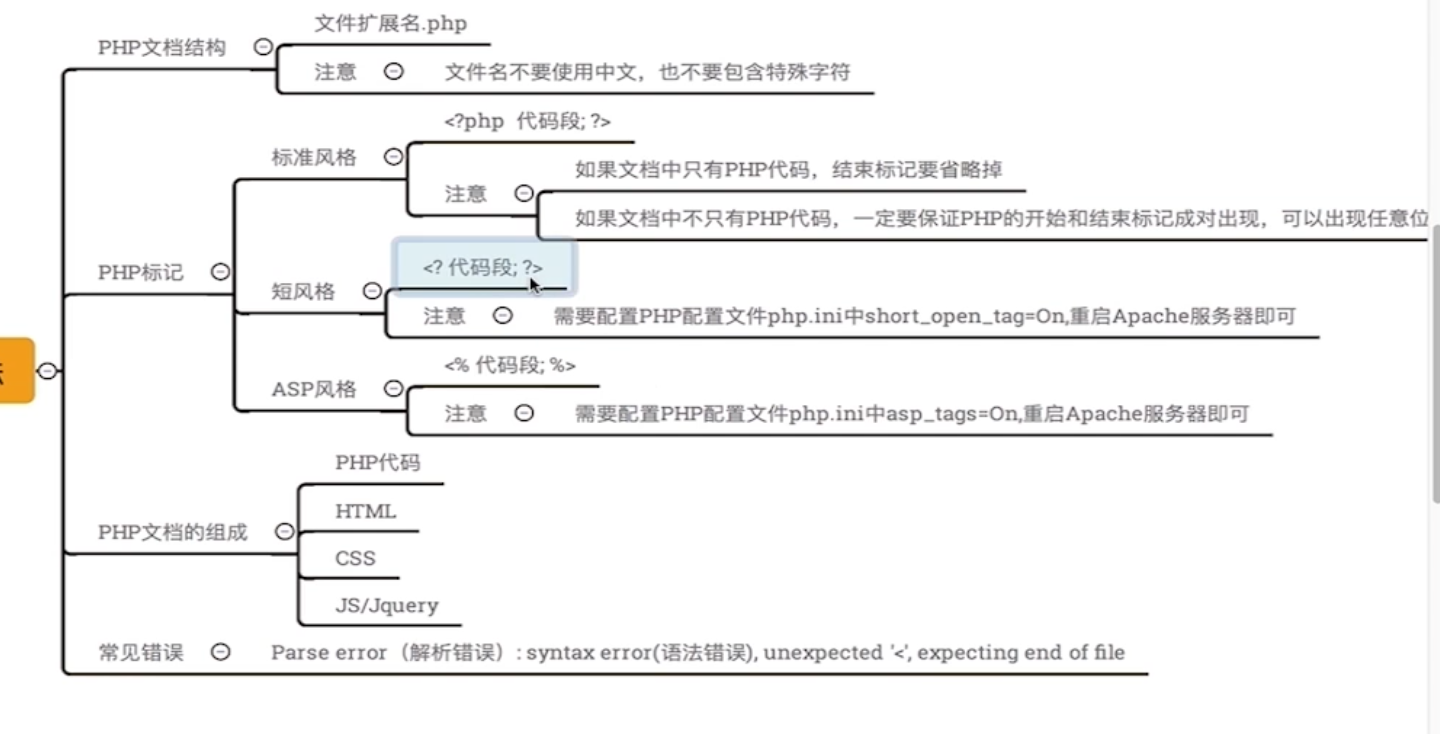 文件扩展名.php
PHP文档结构
注意 文件名不要使用中文，也不要包含特殊字符
<?php 代码段; ?>
标准风格
如果文档中只有PHP代码，结束标记要省略掉
注意
如果文档中不只有PHP代码，一定要保证PHP的开始和结束标记成对出现，可以出现任意位
PHP标记
<? 代码段; ?>
短风格
注意 需要配置PHP配置文件php.ini中short_open_tag=On,重启Apache服务器即可
<% 代码段; %>
ASP风格
注意 需要配置PHP配置文件php.ini中asp_tags=On,重启Apache服务器即可
PHP代码
HTML
PHP文档的组成
CSS
JS/Jquery
常见错误 Parse error（解析错误）: syntax error(语法错误), unexpected '<', expecting end of file